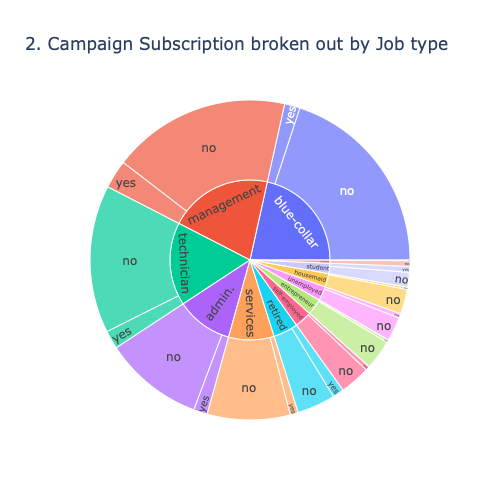 2. Campaign Subscription broken out by Job type
blue-collar
no
yes
management
no
yes
technician
no
yes
admin.
no
yes
services
no
yes
retired
no
yes
self-employed
no
entrepreneur
no
unemployed
no
housemaid
no
student
no
yes
no